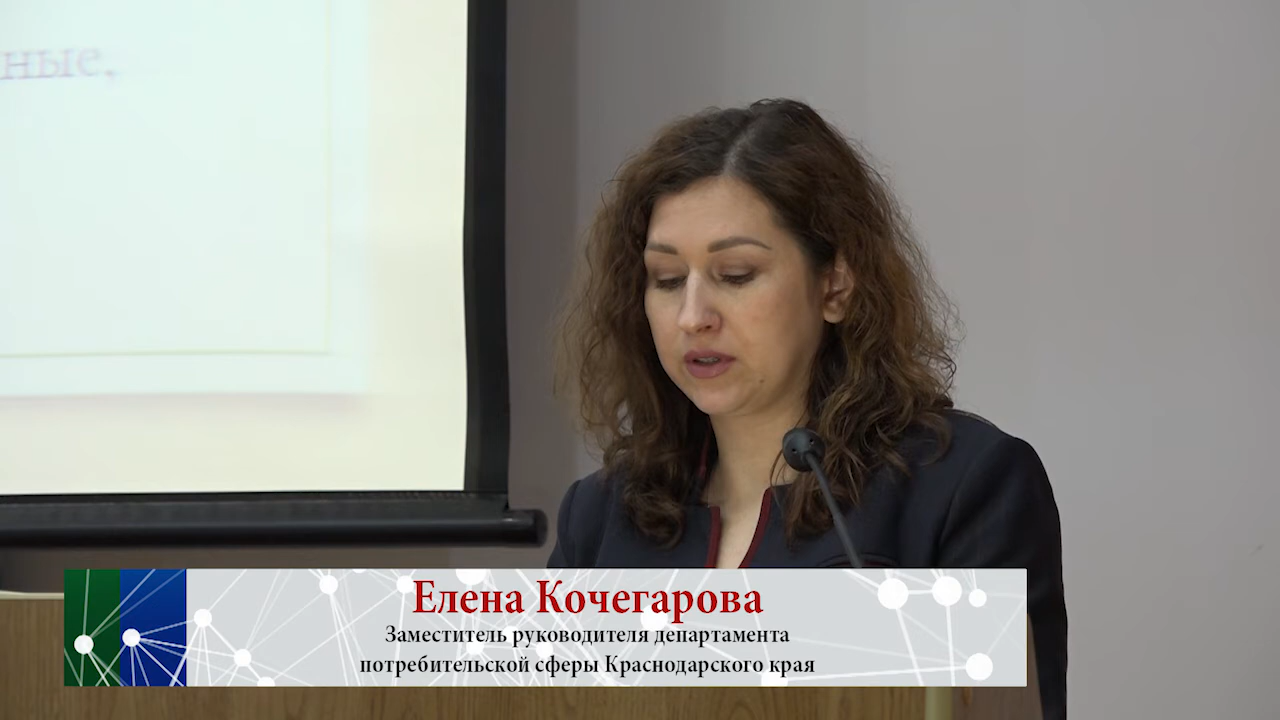 ные,
Елена Кочегарова
Заместитель руководителя департамента
потребительской сферы Краснодарского края